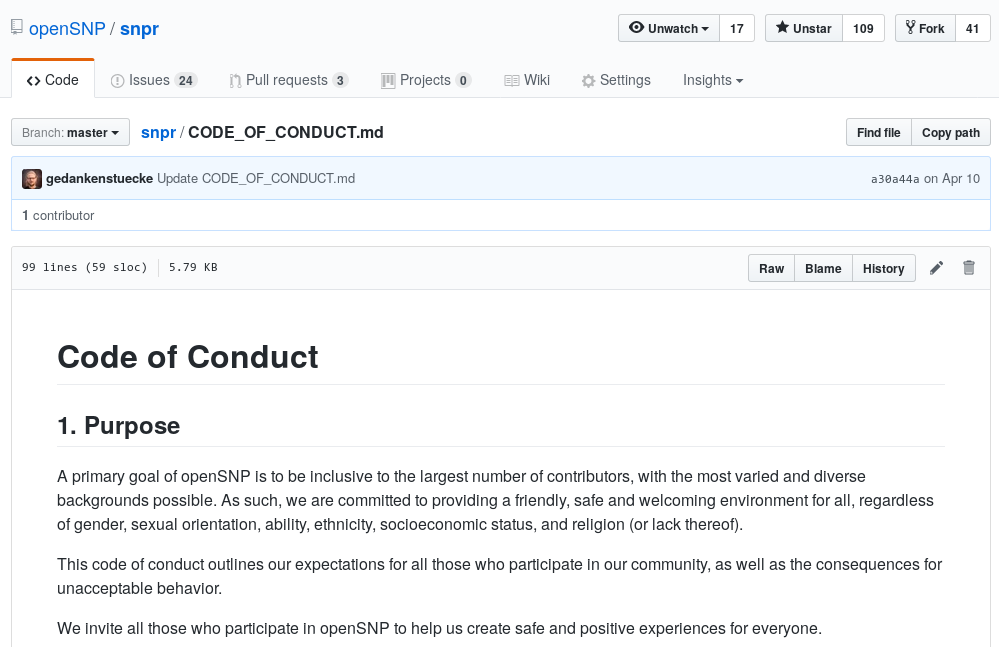 openSNP / snpr
Unwatch 17 Unstar 109 Fork 41
Code Issues 24 Pull requests 3 Projects 0 Wiki Settings Insights
Branch: master snpr / CODE_OF_CONDUCT.md Find file Copy path
gedankenstuecke Update CODE_OF_CONDUCT.md a30a44a on Apr 10
1 contributor
99 lines (59 sloc) 5.79 KB Raw Blame History
Code of Conduct
1. Purpose
A primary goal of openSNP is to be inclusive to the largest number of contributors, with the most varied and diverse
backgrounds possible. As such, we are committed to providing a friendly, safe and welcoming environment for all, regardless
of gender, sexual orientation, ability, ethnicity, socioeconomic status, and religion (or lack thereof).
This code of conduct outlines our expectations for all those who participate in our community, as well as the consequences for
unacceptable behavior.
We invite all those who participate in openSNP to help us create safe and positive experiences for everyone.